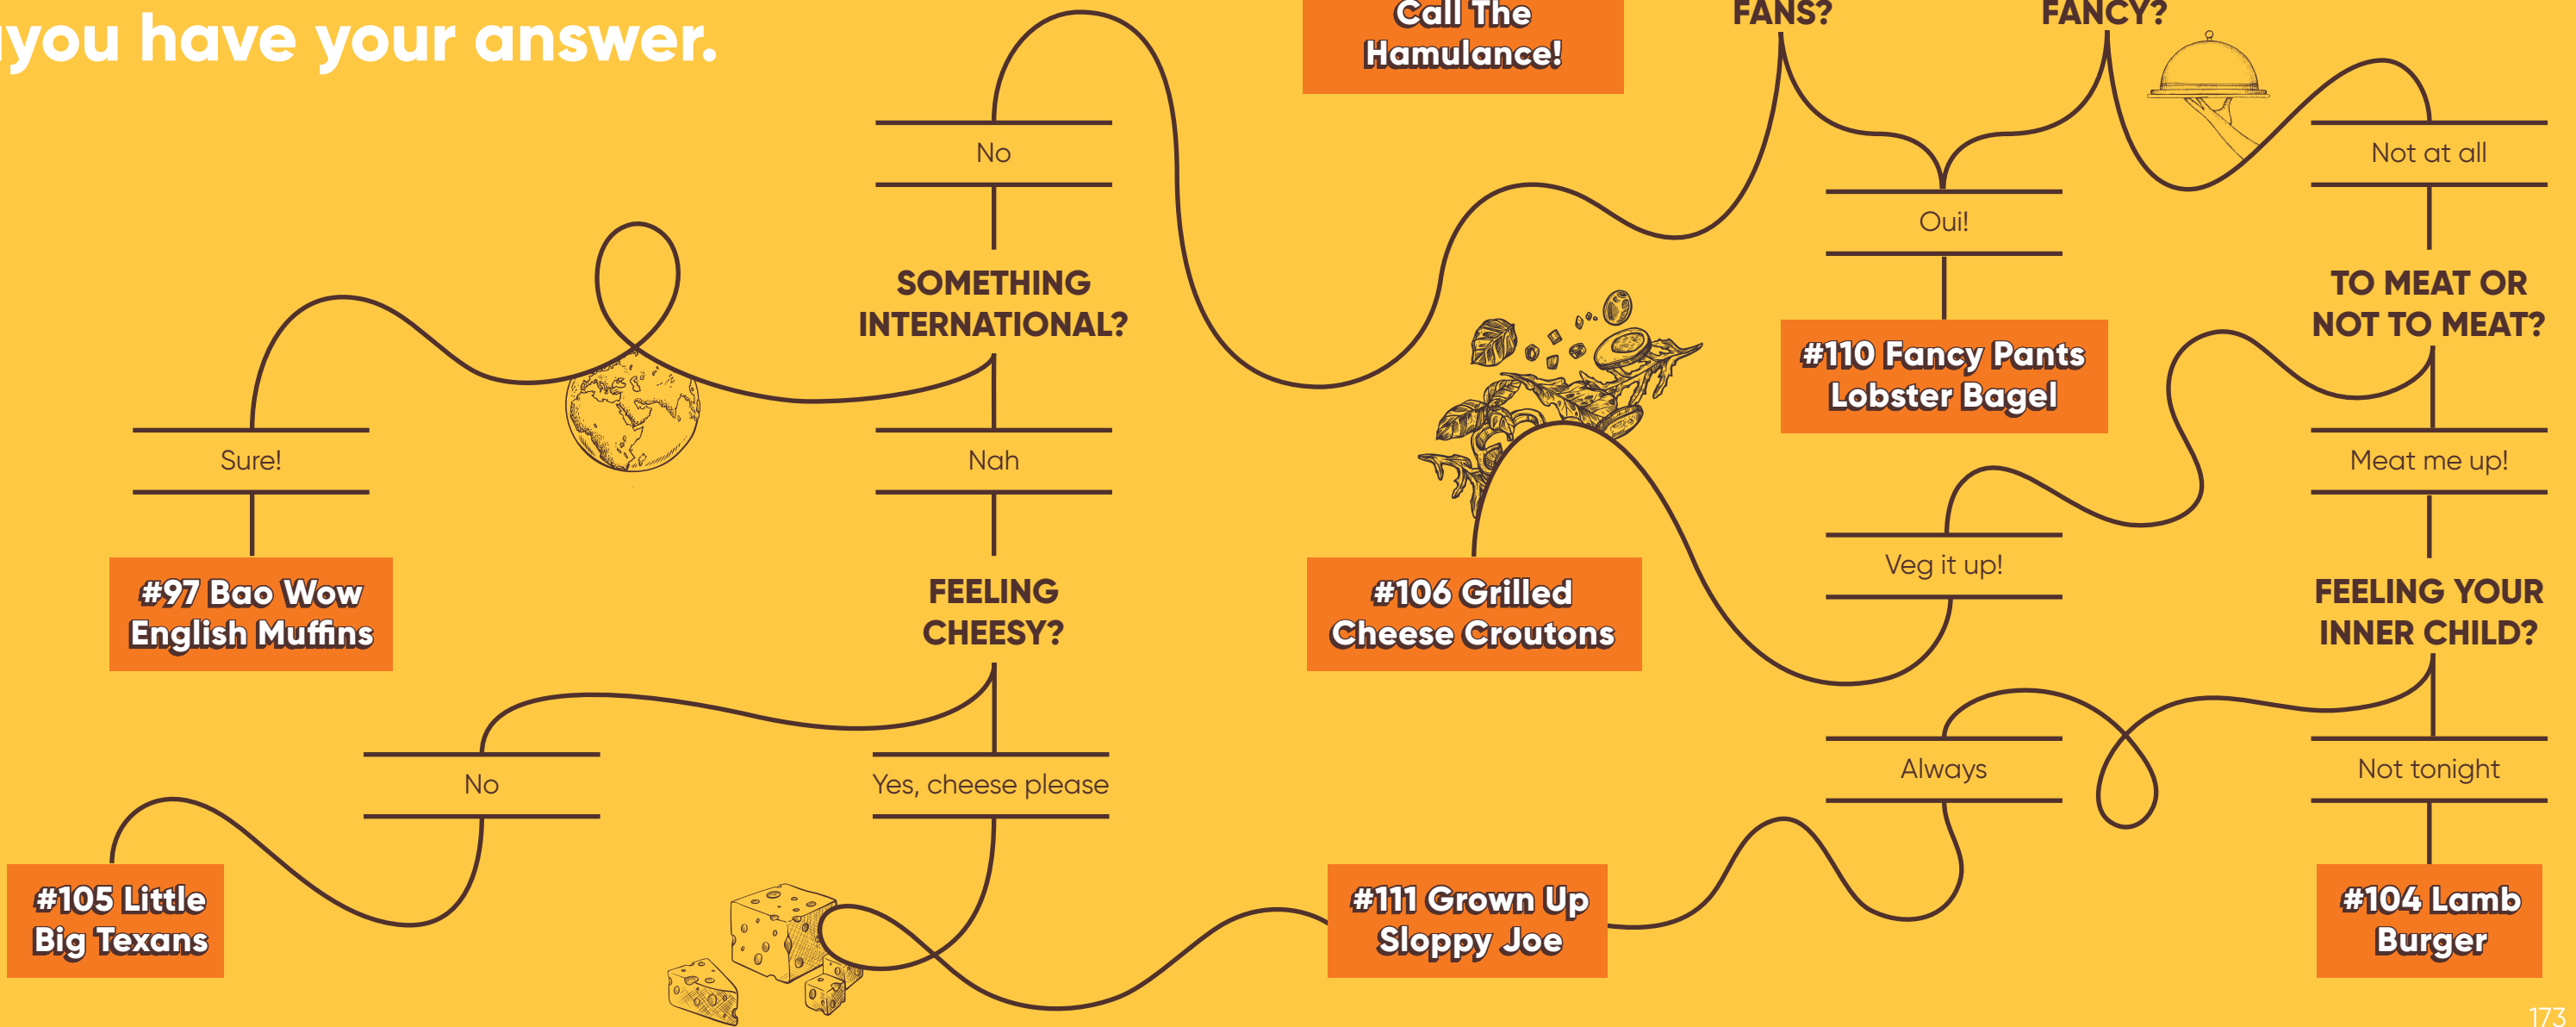 you have your answer.
Call The
Hamulance!
FANS?
FANCY?
No
Not at all
Oui!
SOMETHING
INTERNATIONAL?
TO MEAT OR
NOT TO MEAT?
#110 Fancy Pants
Lobster Bagel
Sure!
Nah
Meat me up!
Veg it up!
#97 Bao Wow
English Muffins
FEELING
CHEESY?
#106 Grilled
Cheese Croutons
FEELING YOUR
INNER CHILD?
No
Yes, cheese please
Always
Not tonight
#105 Little
Big Texans
#111 Grown Up
Sloppy Joe
#104 Lamb
Burger
173